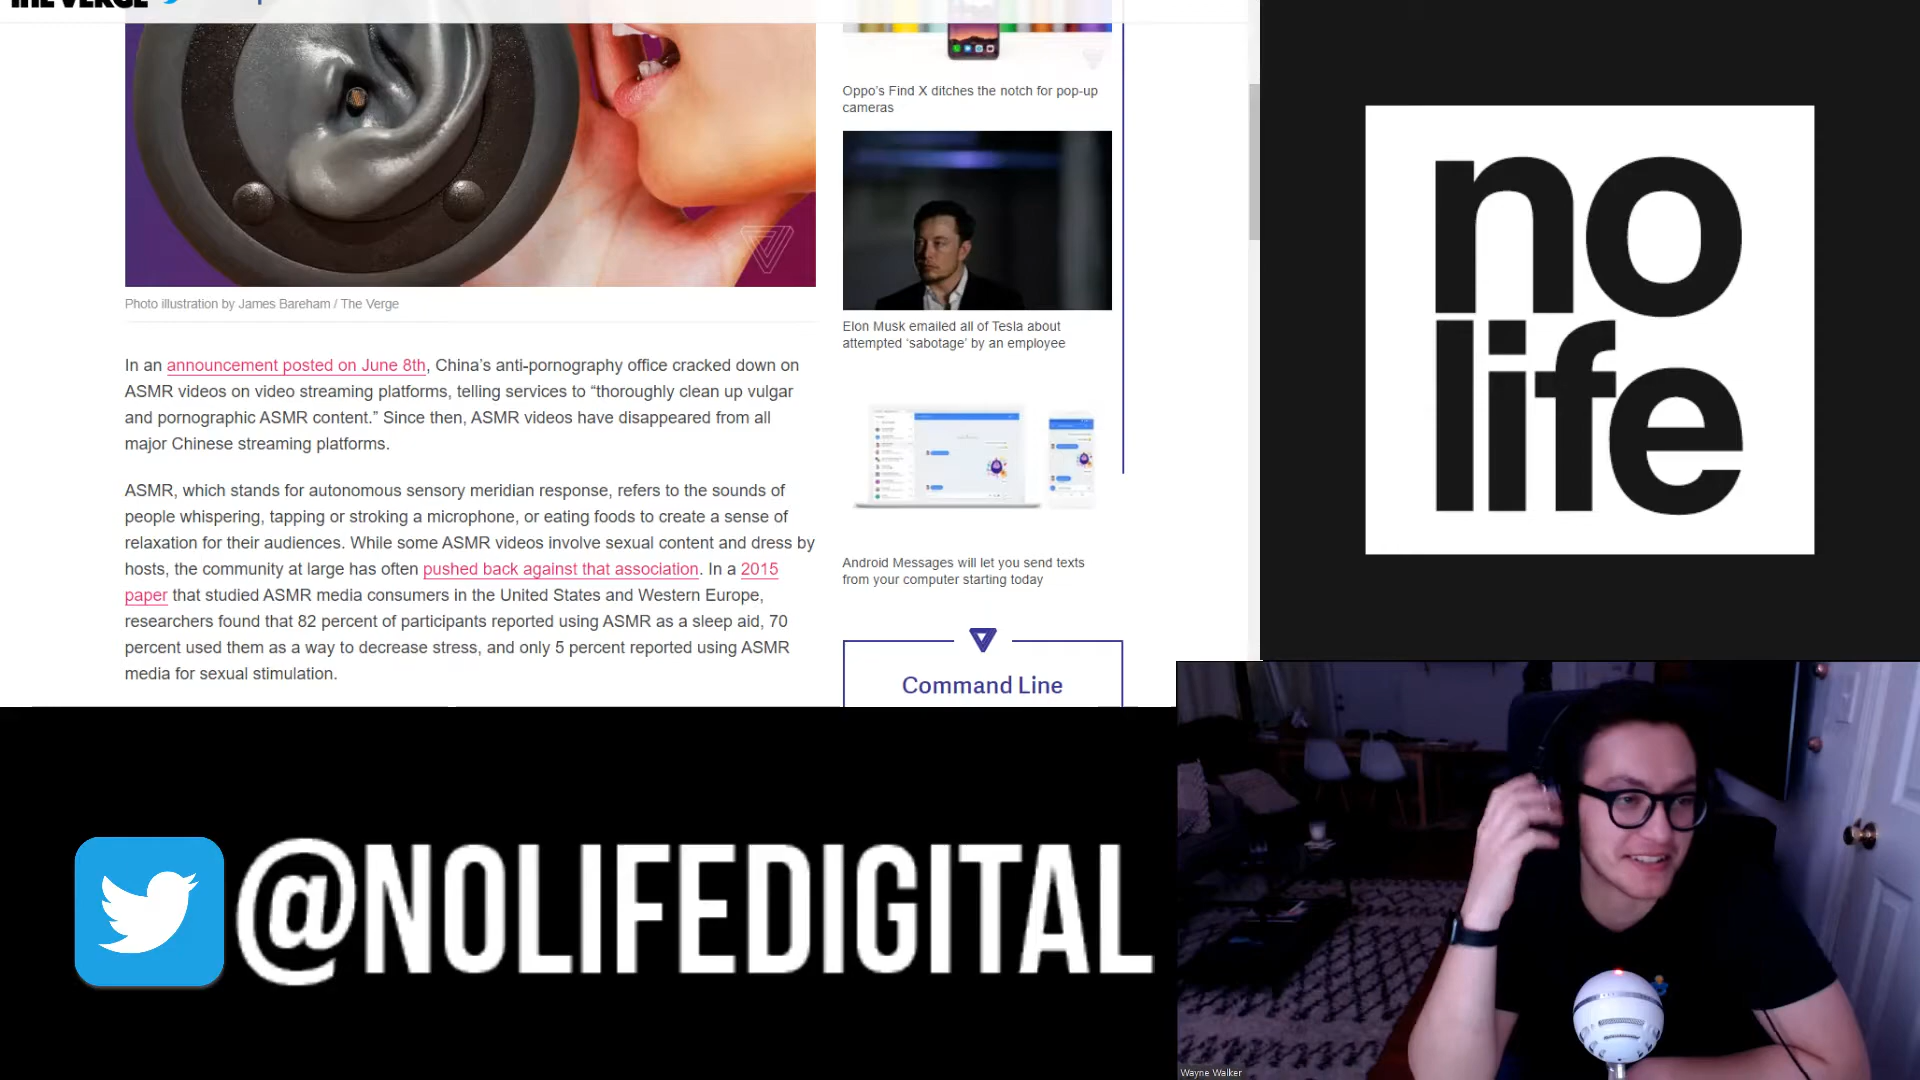 THE VERGE
Photo illustration by James Bareham / The Verge
In an announcement posted on June 8th, China’s anti-pornography office cracked down on
ASMR videos on video streaming platforms, telling services to “thoroughly clean up vulgar
and pornographic ASMR content.” Since then, ASMR videos have disappeared from all
major Chinese streaming platforms.
ASMR, which stands for autonomous sensory meridian response, refers to the sounds of
people whispering, tapping or stroking a microphone, or eating foods to create a sense of
relaxation for their audiences. While some ASMR videos involve sexual content and dress by
hosts, the community at large has often pushed back against that association. In a 2015
paper that studied ASMR media consumers in the United States and Western Europe,
researchers found that 82 percent of participants reported using ASMR as a sleep aid, 70
percent used them as a way to decrease stress, and only 5 percent reported using ASMR
media for sexual stimulation.
Oppo’s Find X ditches the notch for pop-up
cameras
Elon Musk emailed all of Tesla about
attempted ‘sabotage’ by an employee
Android Messages will let you send texts
from your computer starting today
Command Line
no
life
@NOLIFEDIGITAL
Wayne Walker